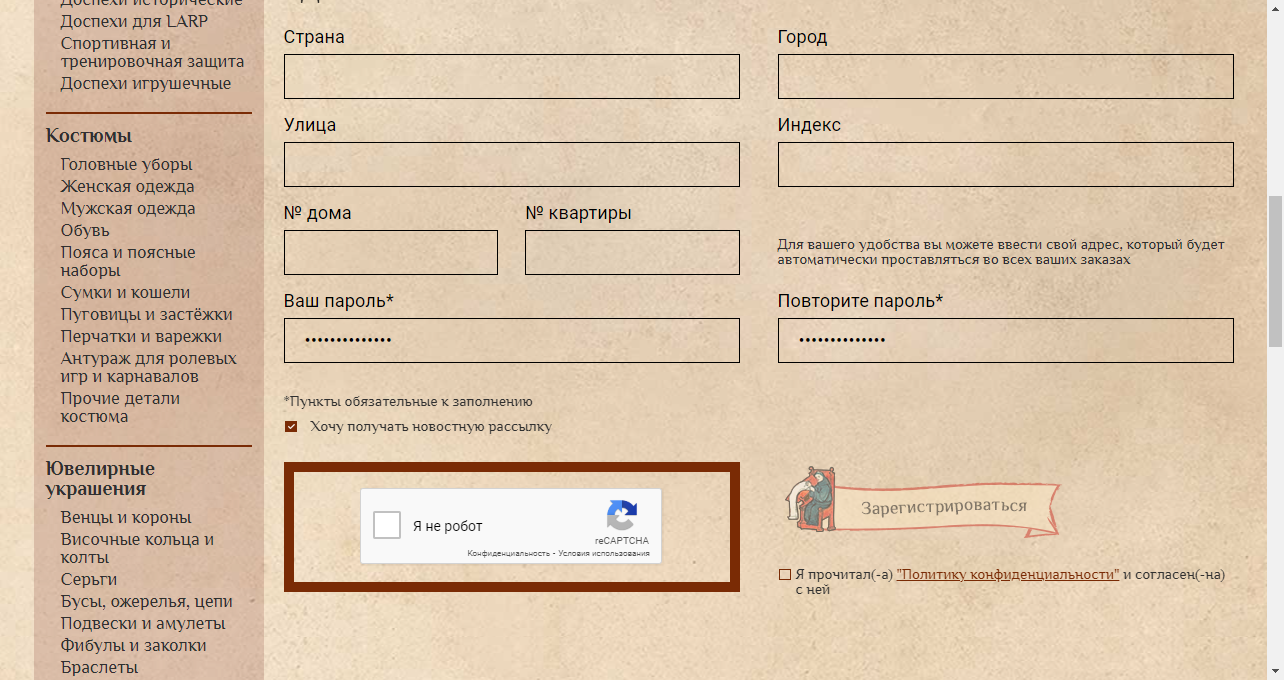 Доспехи исторические
Доспехи для LARP
Спортивная и
тренировочная защита
Доспехи игрушечные
Костюмы
Головные уборы
Женская одежда
Мужская одежда
Обувь
Пояса и поясные
наборы
Сумки и кошели
Пуговицы и застёжки
Перчатки и варежки
Антураж для ролевых
игр и карнавалов
Прочие детали
костюма
Ювелирные
украшения
Венцы и короны
Височные кольца и
колты
Серьги
Бусы, ожерелья, цепи
Подвески и амулеты
Фибулы и заколки
Браслеты
Страна
Город
Улица
Индекс
№ дома
№ квартиры
Для вашего удобства вы можете ввести свой адрес, который будет
автоматически проставляться во всех ваших заказах
Ваш пароль*
Повторите пароль*
••••••••••••••
••••••••••••••
*Пункты обязательные к заполнению
Хочу получать новостную рассылку
Я не робот
reCAPTCHA
Конфиденциальность - Условия использования
Зарегистрироваться
Я прочитал(-а) "Политику конфиденциальности" и согласен(-на)
с ней